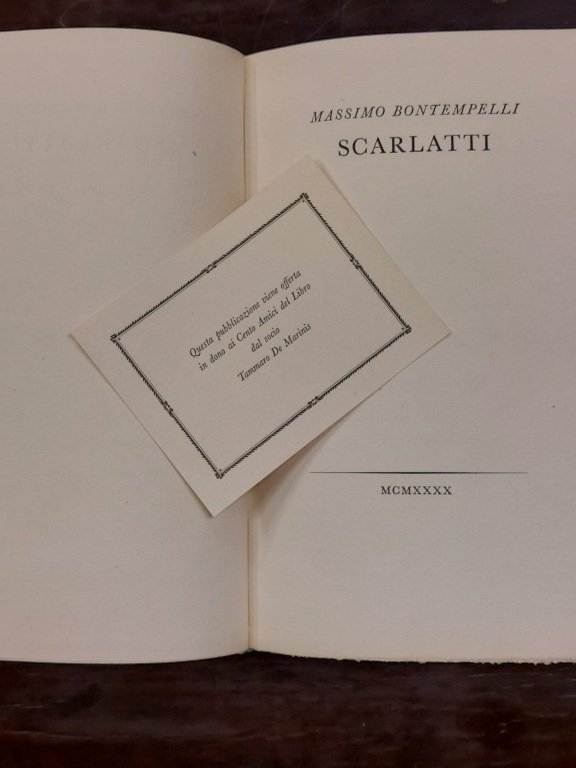 MASSIMO BONTEMPELLI
SCARLATTI
Questa pubblicazione viene offerta
in dono ai Cento Amici del Libro
dal socio
Tammaro De Marinis
MCMXXXX